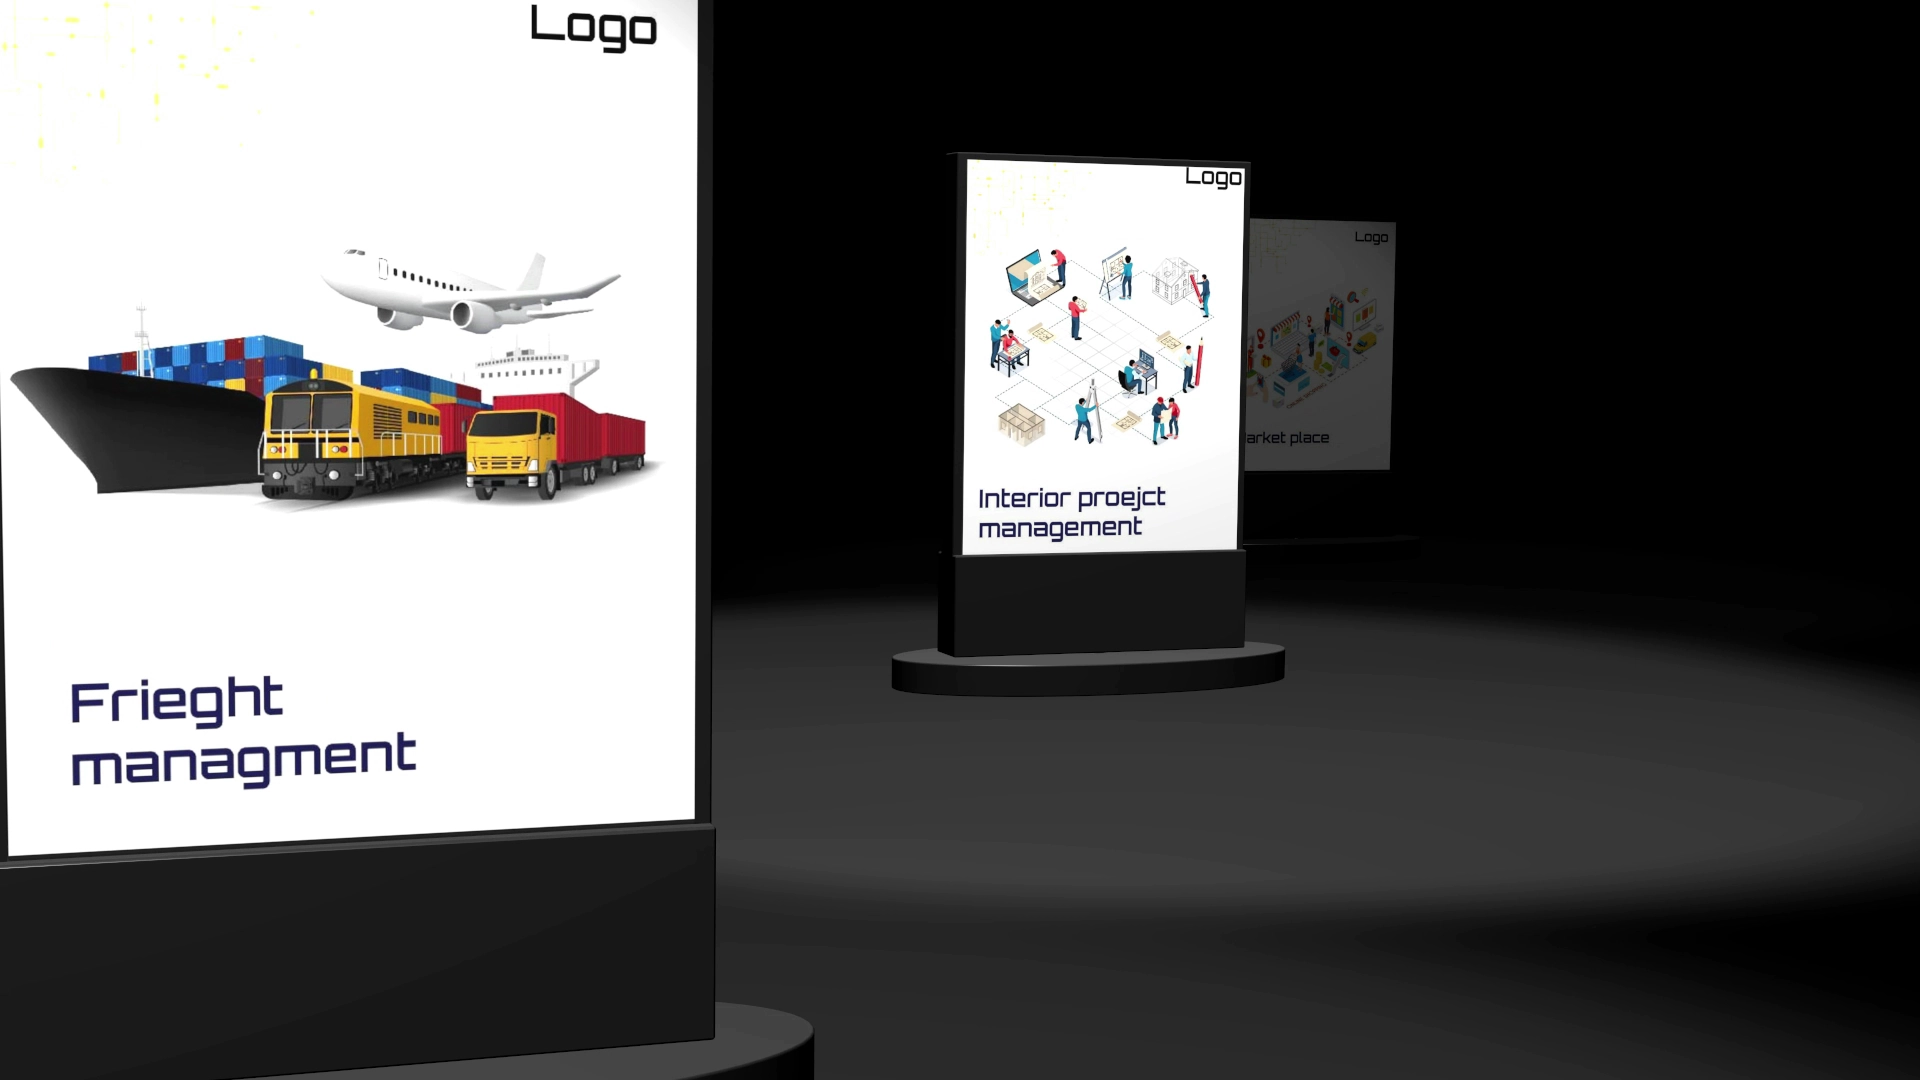 Logo
Frieght
managment
Logo
Interior proejct
management
Logo
arket place